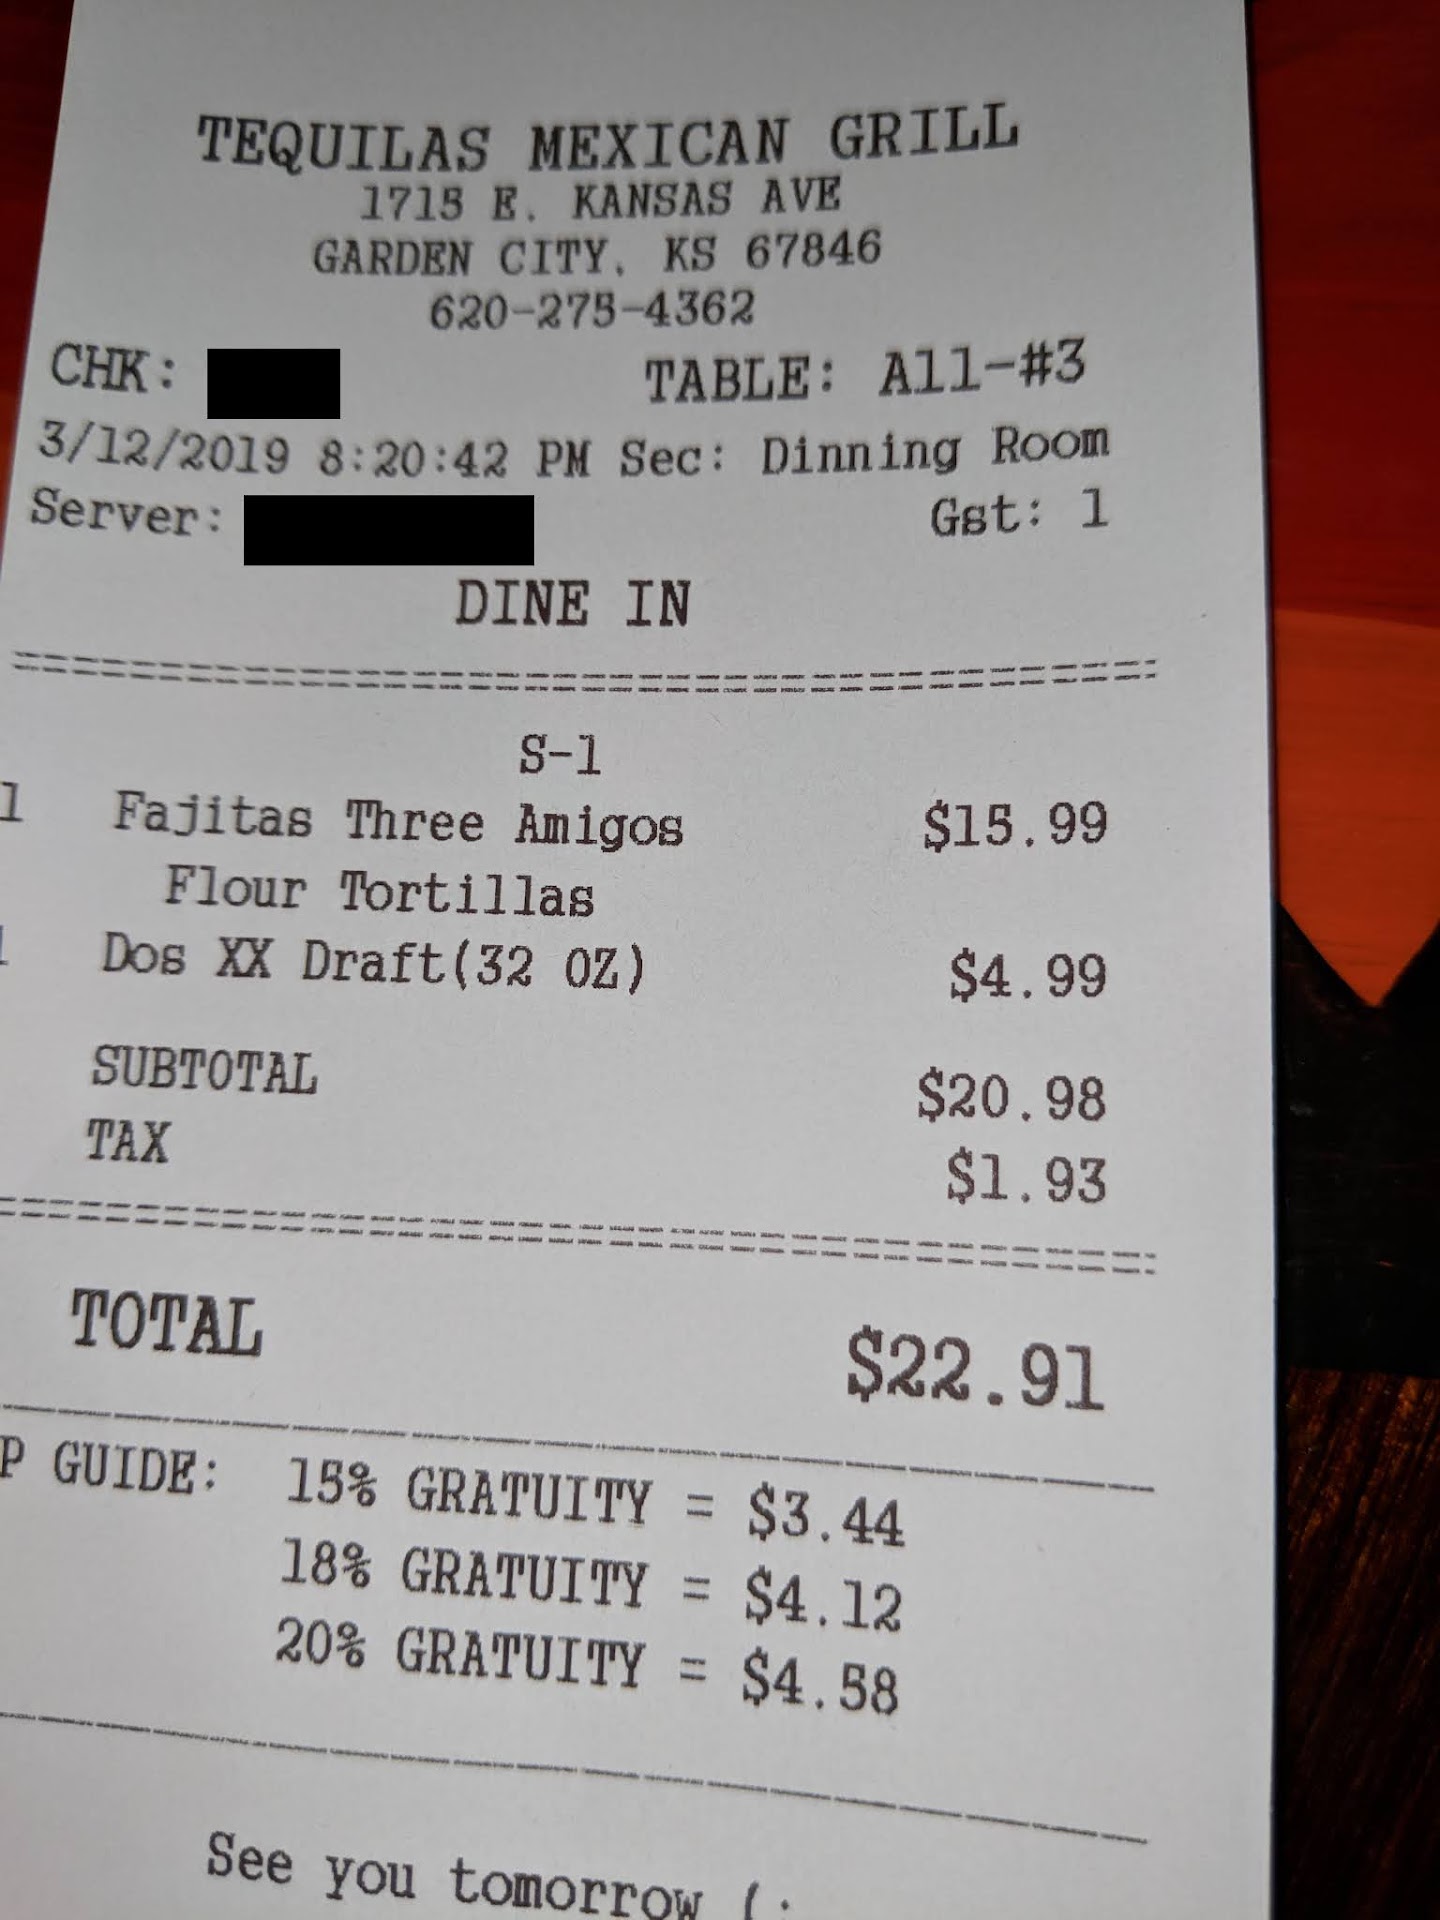 TEQUILAS MEXICAN GRILL
1715 E. KANSAS AVE
GARDEN CITY, KS 67846
620-275-4362
CHK: TABLE: A11-#3
3/12/2019 8:20:42 PM Sec: Dinning Room
Server: Gst: 1
DINE IN
S-1
1 Fajitas Three Amigos $15.99
Flour Tortillas
1 Dos XX Draft(32 OZ) $4.99
SUBTOTAL $20.98
TAX $1.93
TOTAL $22.91
P GUIDE: 15% GRATUITY = $3.44
18% GRATUITY = $4.12
20% GRATUITY = $4.58
See you tomorrow (: